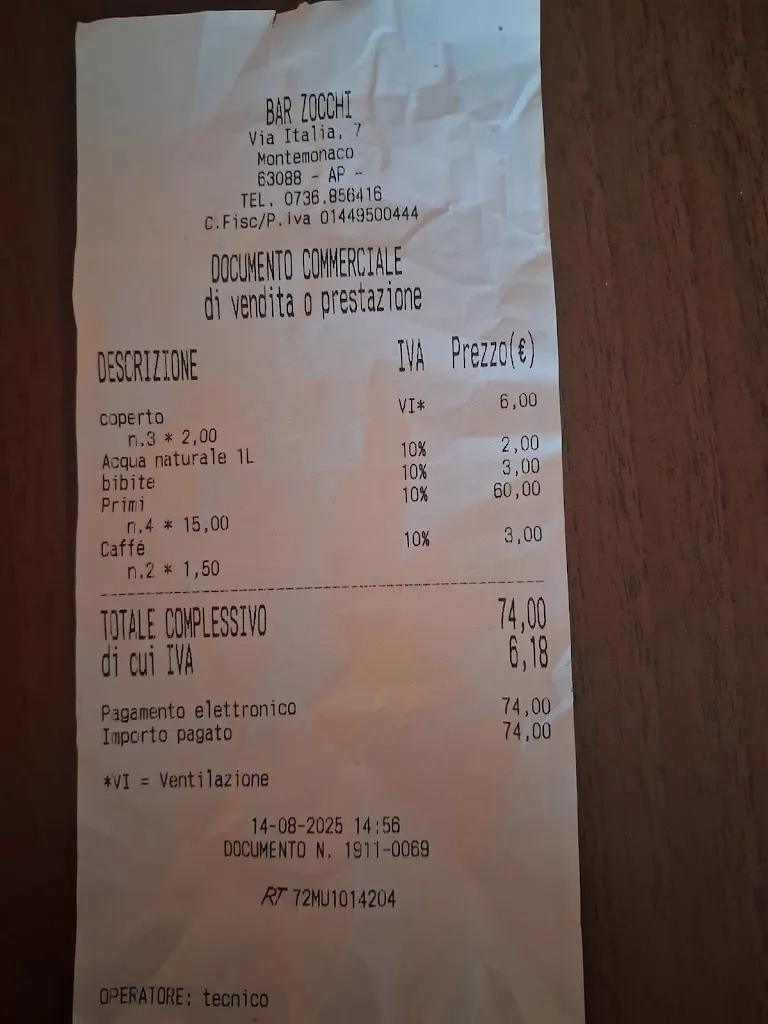 BAR ZOCCHI
Via Italia, 7
Montemonaco
63088 - AP -
TEL. 0736.856416
C.Fisc/P.iva 01449500444
DOCUMENTO COMMERCIALE
di vendita o prestazione
DESCRIZIONE IVA Prezzo(€)
coperto VI* 6,00
n.3 * 2,00
Acqua naturale 1L 10% 2,00
bibite 10% 3,00
Primi 10% 60,00
n.4 * 15,00
Caffé 10% 3,00
n.2 * 1,50
TOTALE COMPLESSIVO 74,00
di cui IVA 6,18
Pagamento elettronico 74,00
Importo pagato 74,00
*VI = Ventilazione
14-08-2025 14:56
DOCUMENTO N. 1911-0069
RT 72MU1014204
OPERATORE: tecnico